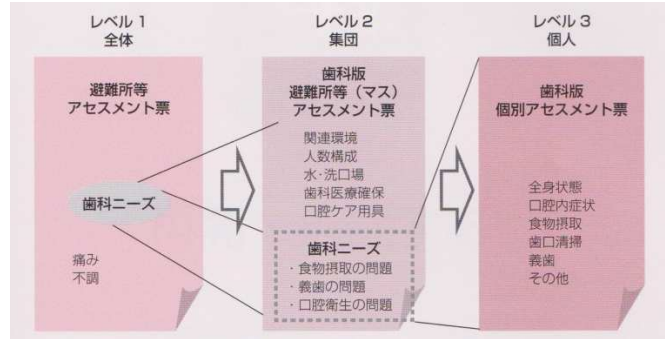 レベル 1
全体
避難所等
アセスメント票
歯科ニーズ
痛み
不調
レベル 2
集団
歯科版
避難所等（マス）
アセスメント票
関連環境
人数構成
水・洗口場
歯科医療確保
口腔ケア用具
歯科ニーズ
・食物摂取の問題
・義歯の問題
・口腔衛生の問題
レベル 3
個人
歯科版
個別アセスメント票
全身状態
口腔内症状
食物摂取
歯口清掃
義歯
その他